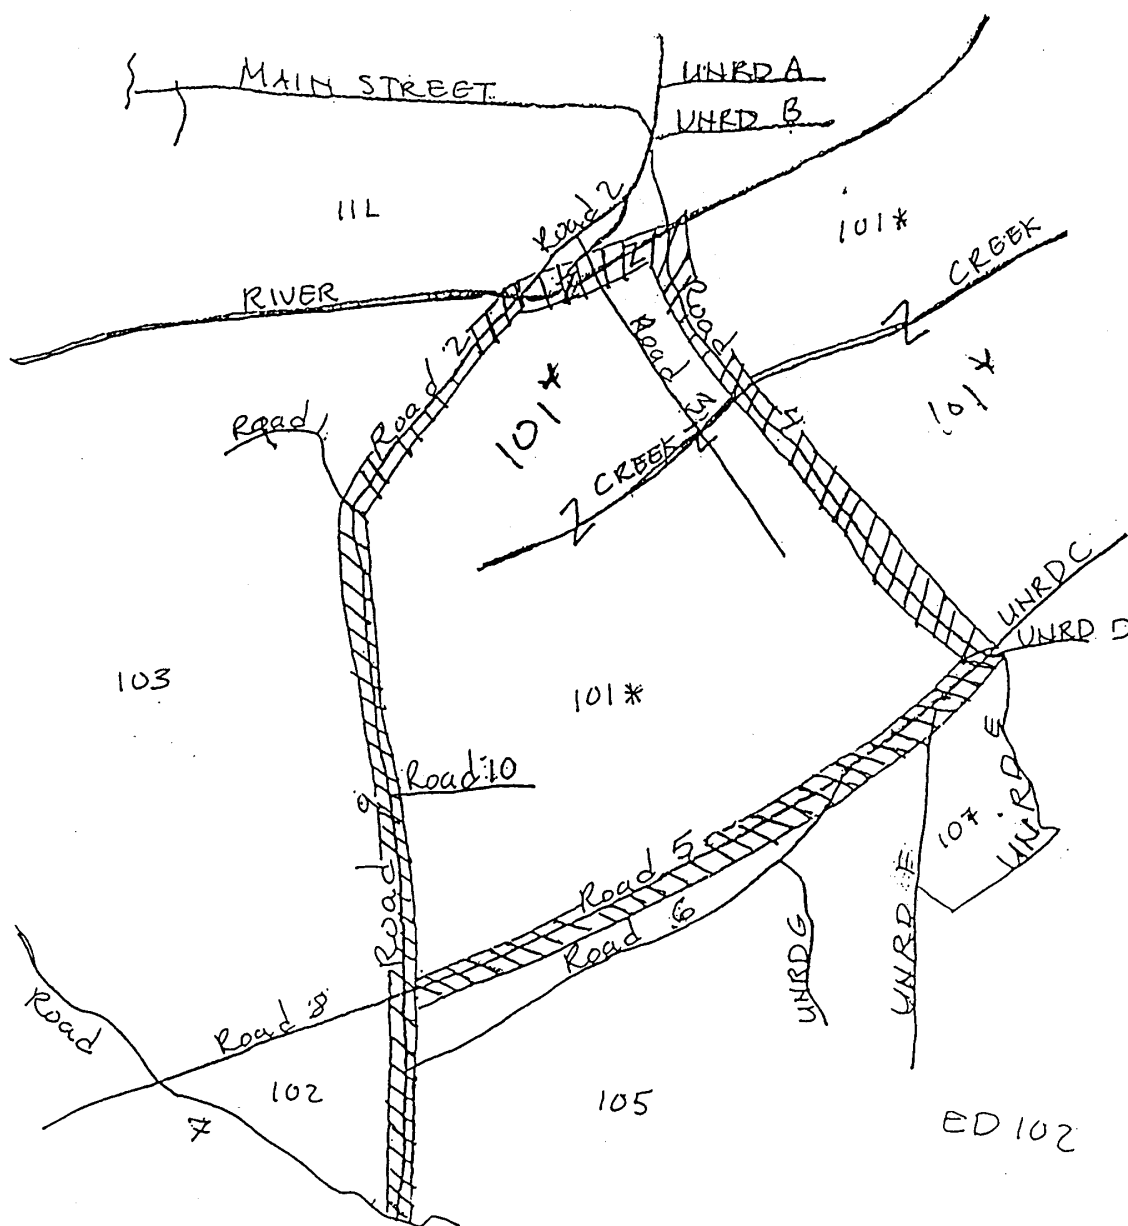 MAIN STREET
UNRD A
UNRD B
Road 2
11L
101*
CREEK
RIVER
Road
Road
Road 2
3
4
101*
101*
Road
CREEK
UNRD C
UNRD D
103
101*
UNRD E
Road 10
9
107
Road 5
UNRD E
Road
Road 6
UNRD G
Road
Road 8
102
105
7
ED 102